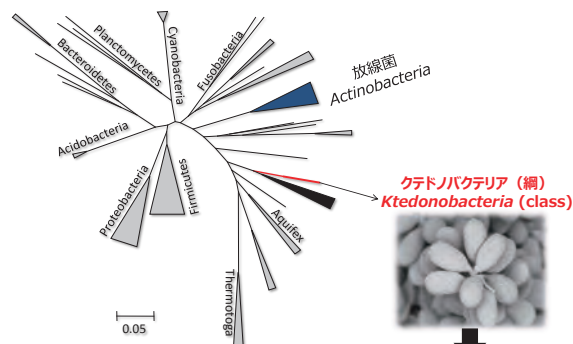 Cyanobacteria
Planctomycetes
Bacteroidetes
Fusobacteria
放線菌
Actinobacteria
Acidobacteria
クテドノバクテリア（綱）
Ktedonobacteria (class)
Proteobacteria
Firmicutes
Aquifex
Thermotoga
0.05